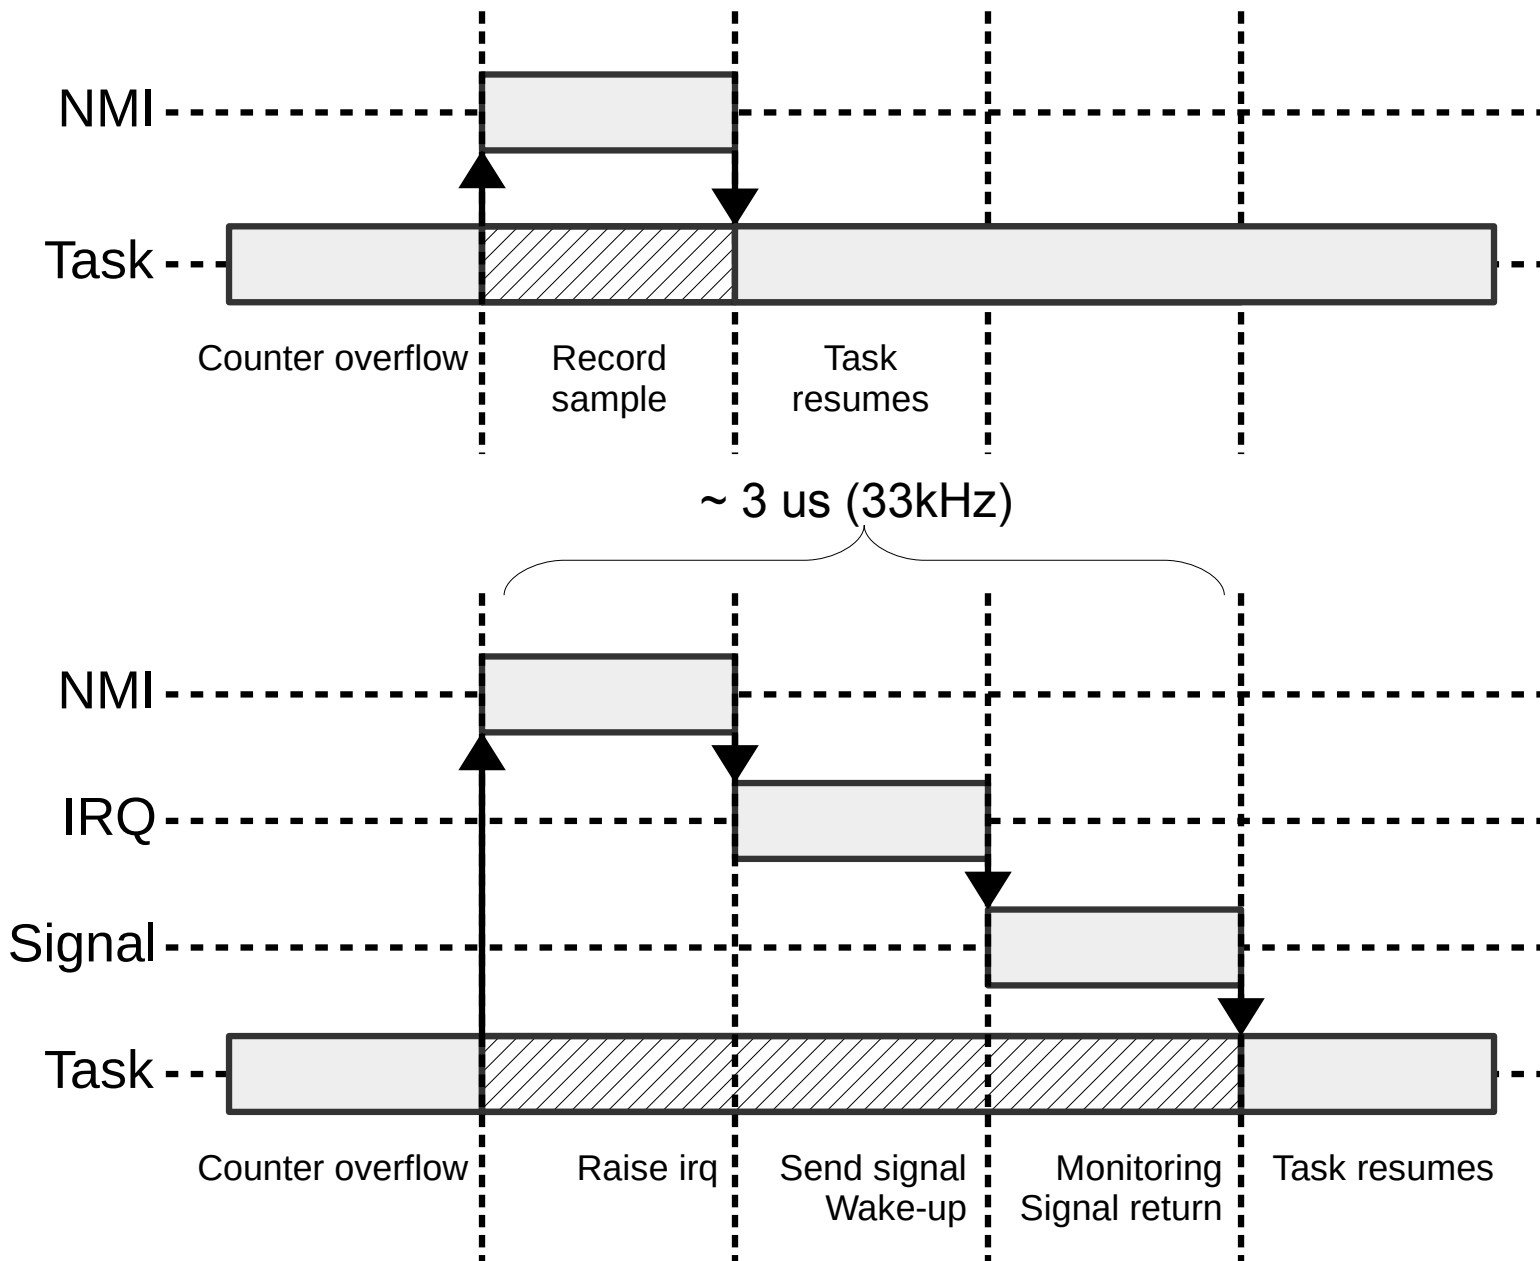 NMI
Task
Counter overflow
Record
sample
Task
resumes
~ 3 us (33kHz)
NMI
IRQ
Signal
Task
Counter overflow
Raise irq
Send signal
Wake-up
Monitoring
Signal return
Task resumes